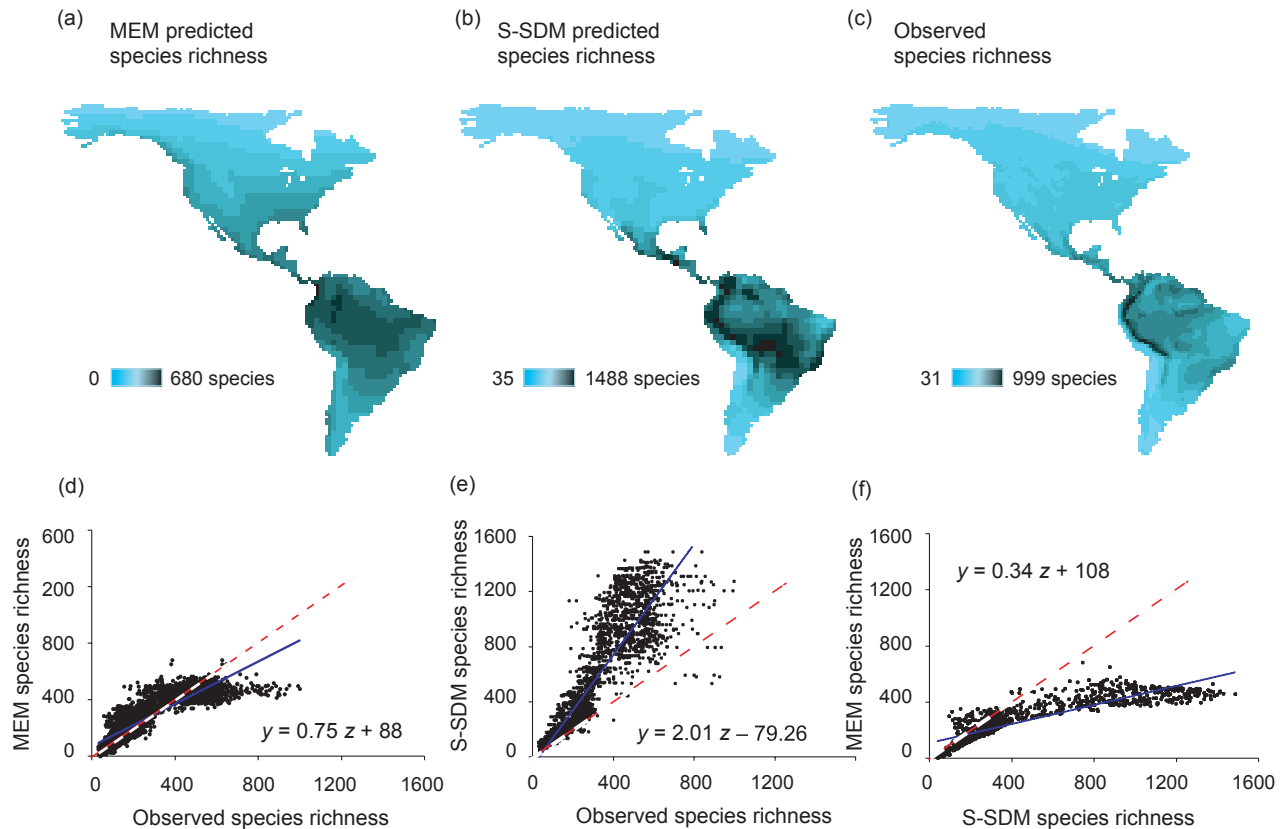 (a)
MEM predicted
species richness
(b)
S-SDM predicted
species richness
(c)
Observed
species richness
0 680 species
35 1488 species
31 999 species
(d)
MEM species richness
600
200
800
400
0
0 400 800 1200 1600
Observed species richness
y = 0.75 z + 88
(e)
S-SDM species richness
1600
1200
800
400
0
0 400 800 1200 1600
Observed species richness
y = 2.01 z – 79.26
(f)
MEM species richness
1600
1200
800
400
0
0 400 800 1200 1600
S-SDM species richness
y = 0.34 z + 108